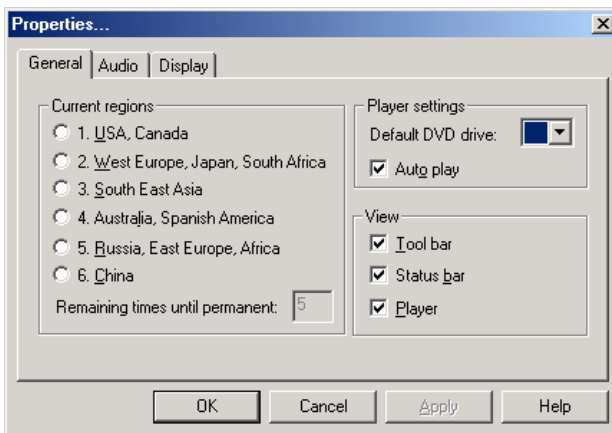 Properties...
General Audio Display
Current regions
1. USA, Canada
2. West Europe, Japan, South Africa
3. South East Asia
4. Australia, Spanish America
5. Russia, East Europe, Africa
6. China
Remaining times until permanent: 5
Player settings
Default DVD drive:
Auto play
View
Tool bar
Status bar
Player
OK Cancel Apply Help